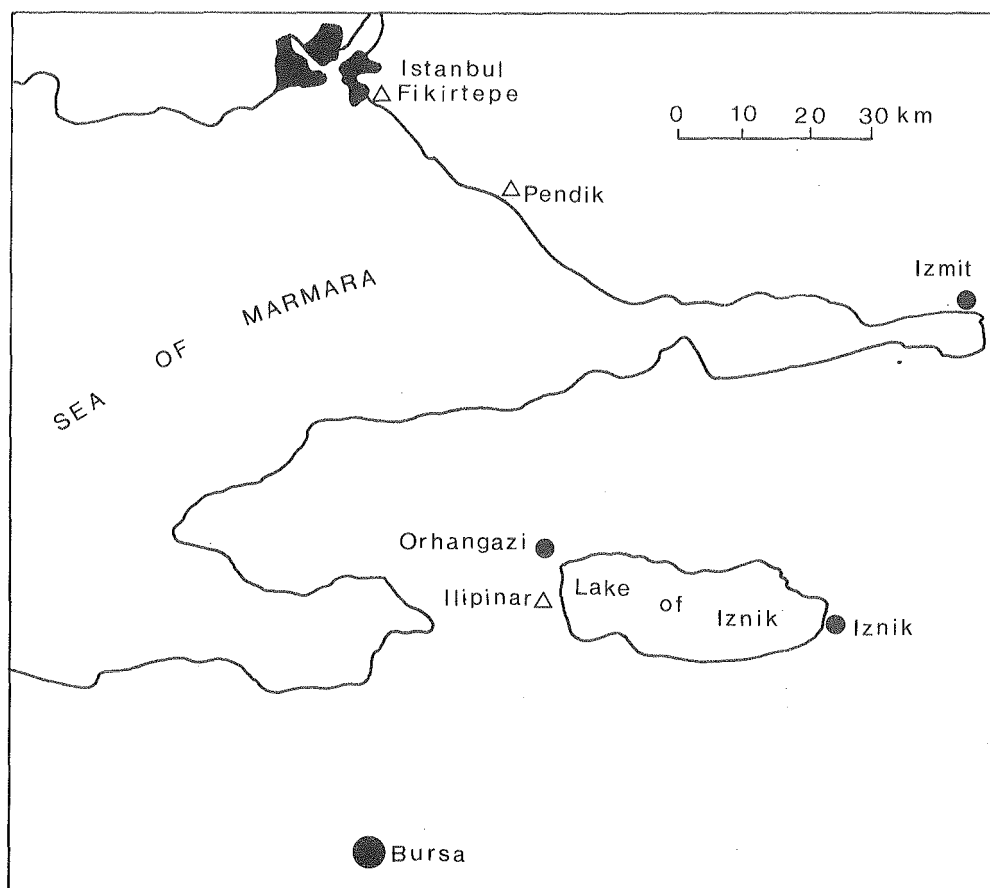 Istanbul
Fikirtepe
0 10 20 30 km
Pendik
Izmit
SEA OF MARMARA
Orhangazi
Ilipinar
Lake of Iznik
Iznik
Bursa